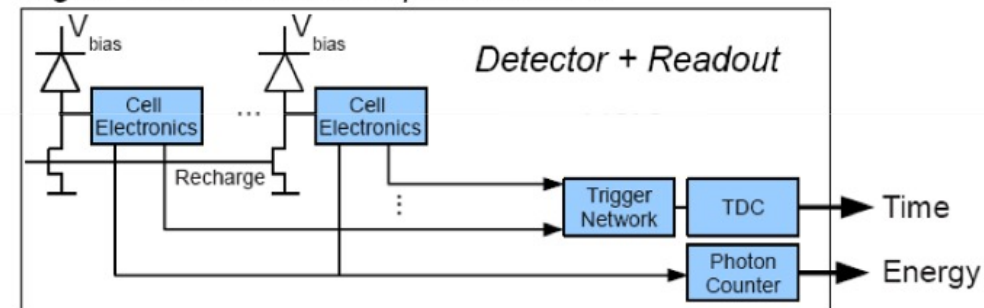 V bias
V bias
Detector + Readout
Cell
Electronics
...
Cell
Electronics
Recharge
...
Trigger
Network
TDC
Time
Photon
Counter
Energy